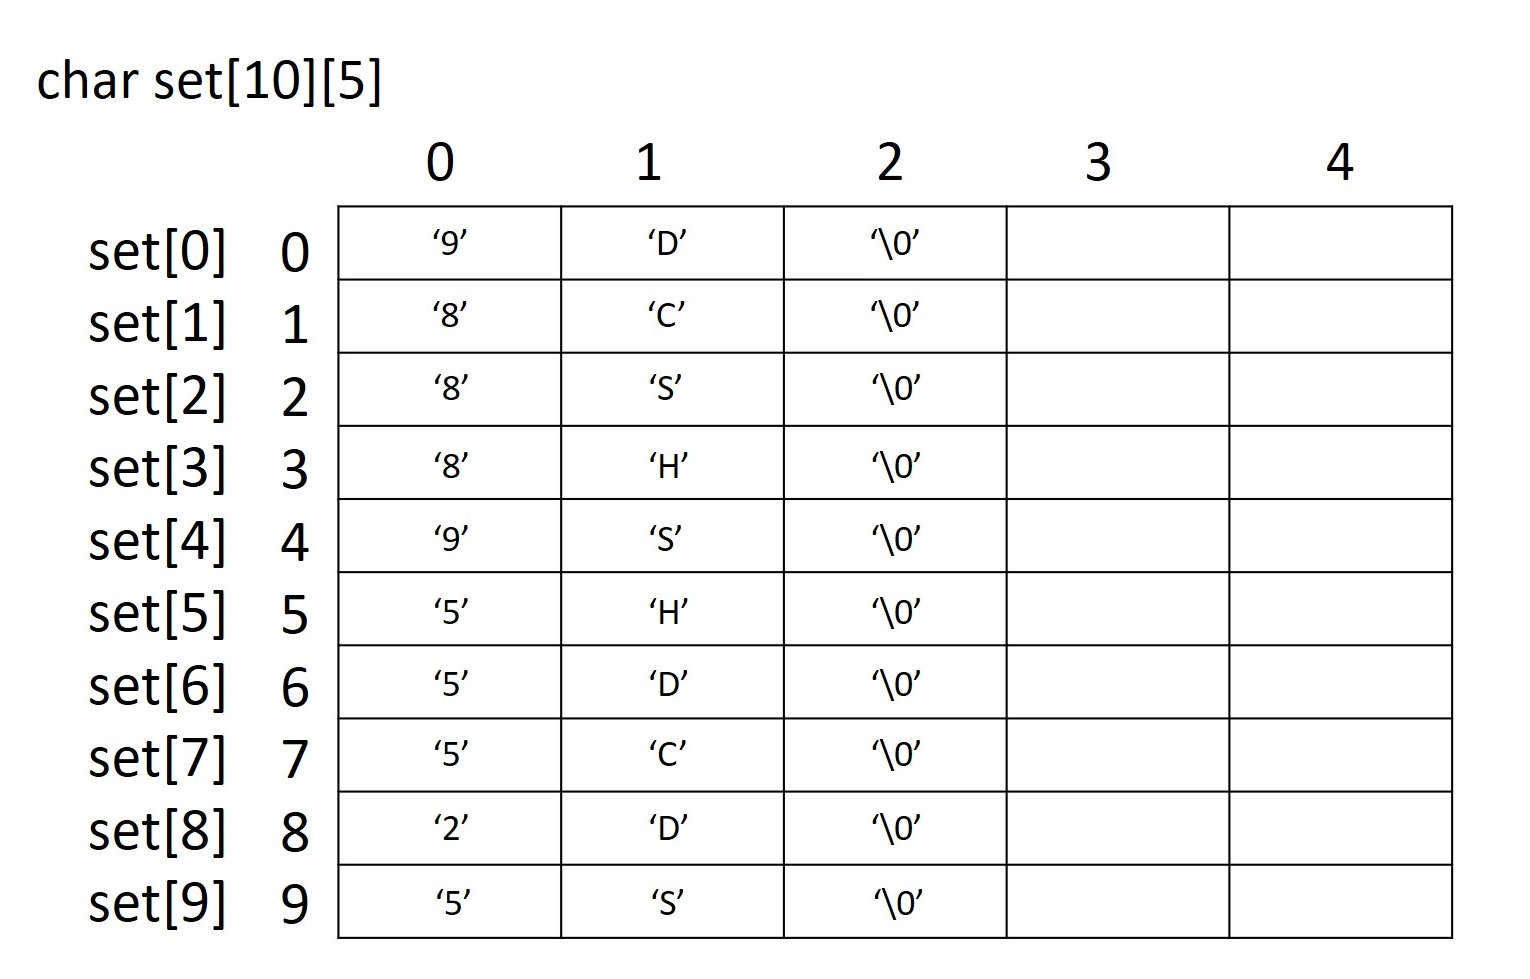 char set[10][5]
0 1 2 3 4
set[0] 0 ‘9’ ‘D’ ‘\0’
set[1] 1 ‘8’ ‘C’ ‘\0’
set[2] 2 ‘8’ ‘S’ ‘\0’
set[3] 3 ‘8’ ‘H’ ‘\0’
set[4] 4 ‘9’ ‘S’ ‘\0’
set[5] 5 ‘5’ ‘H’ ‘\0’
set[6] 6 ‘5’ ‘D’ ‘\0’
set[7] 7 ‘5’ ‘C’ ‘\0’
set[8] 8 ‘2’ ‘D’ ‘\0’
set[9] 9 ‘5’ ‘S’ ‘\0’